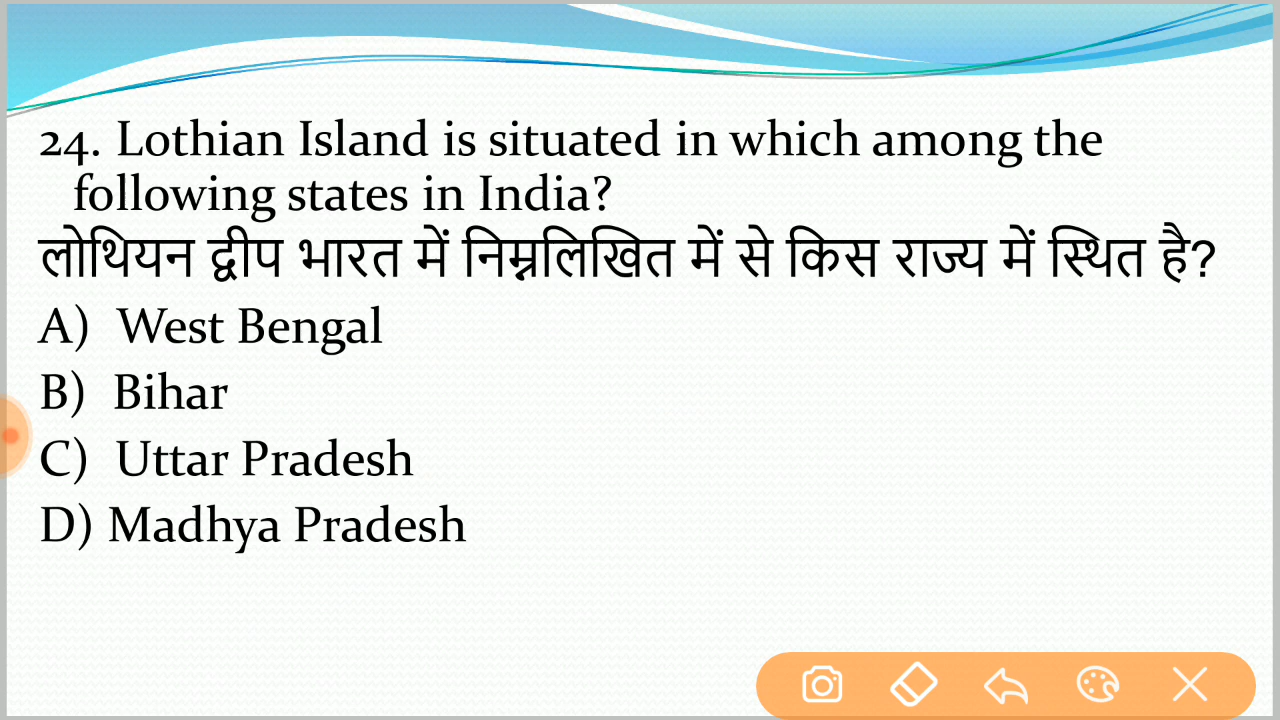 24. Lothian Island is situated in which among the
following states in India?
लोथियन द्वीप भारत में निम्नलिखित में से किस राज्य में स्थित है?
A) West Bengal
B) Bihar
C) Uttar Pradesh
D) Madhya Pradesh